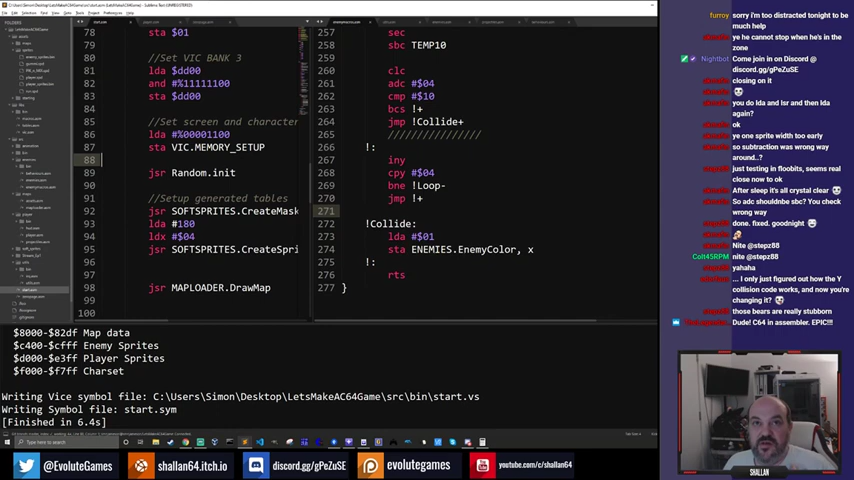 78 sta $01
79
80 //Set VIC BANK 3
81 lda $dd00
82 and #%11111100
83 sta $dd00
84
85 //Set screen and character
86 lda #%00001100
87 sta VIC.MEMORY_SETUP
88
89 jsr Random.init
90
91 //Setup generated tables
92 jsr SOFTSPRITES.CreateMask
93 lda #180
94 ldx #$04
95 jsr SOFTSPRITES.CreateSpri
96
97
98 jsr MAPLOADER.DrawMap
99
100
257 sec
258 sbc TEMP10
259
260 clc
261 adc #$04
262 cmp #$10
263 bcs !+
264 jmp !Collide+
265 ///////////////
266 !:
267 iny
268 cpy #$04
269 bne !Loop-
270 jmp !+
271
272 !Collide:
273 lda #$01
274 sta ENEMIES.EnemyColor, x
275 !:
276 rts
277 }
$8000-$82df Map data
$c400-$cfff Enemy Sprites
$d000-$e3ff Player Sprites
$f000-$f7ff Charset
Writing Vice symbol file: C:\Users\Simon\Desktop\LetsMakeAC64Game\src\bin\start.vs
Writing Symbol file: start.sym
[Finished in 6.4s]
furroy sorry i'm too distracted tonight to
be much help
ye he cannot stop when he's in the
zone
Nightbot Come join in on Discord @
discord.gg/gPeZuSE
closing on it
you do lda and lsr and then lda
again?
ok
ye one sprite width too early
so subtraction was wrong way
around..?
just testing in floobits, seems real
close now to ok
After sleep it's all crystal clear
So adc shouldnbe sbc? You check
wrong way
done. fixed. goodnight
Nite @stepz88
Colt45RPM Nite @stepz88
yahaha
... I only figured out how the Y
collision code works, and now you're
changing it?
those bears are really stubborn
Dude! C64 in assembler. EPIC!!!
SHALLAN
@EvoluteGames
shallan64.itch.io
discord.gg/gPeZuSE
evolutegames
youtube.com/c/shallan64